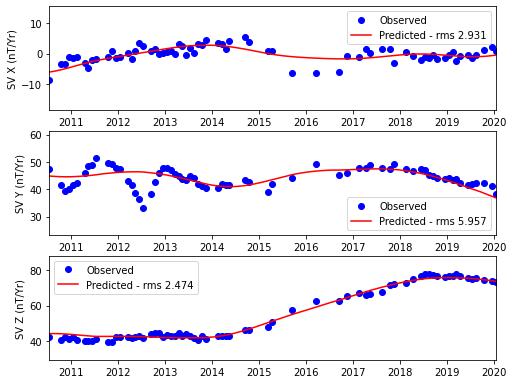 SV X (nT/Yr)
0
−10
Observed
Predicted - rms 2.931
2011 2012 2013 2014 2015 2016 2017 2018 2019 2020
SV Y (nT/Yr)
60
50
40
30
Observed
Predicted - rms 5.957
2011 2012 2013 2014 2015 2016 2017 2018 2019 2020
SV Z (nT/Yr)
80
60
40
Observed
Predicted - rms 2.474
2011 2012 2013 2014 2015 2016 2017 2018 2019 2020